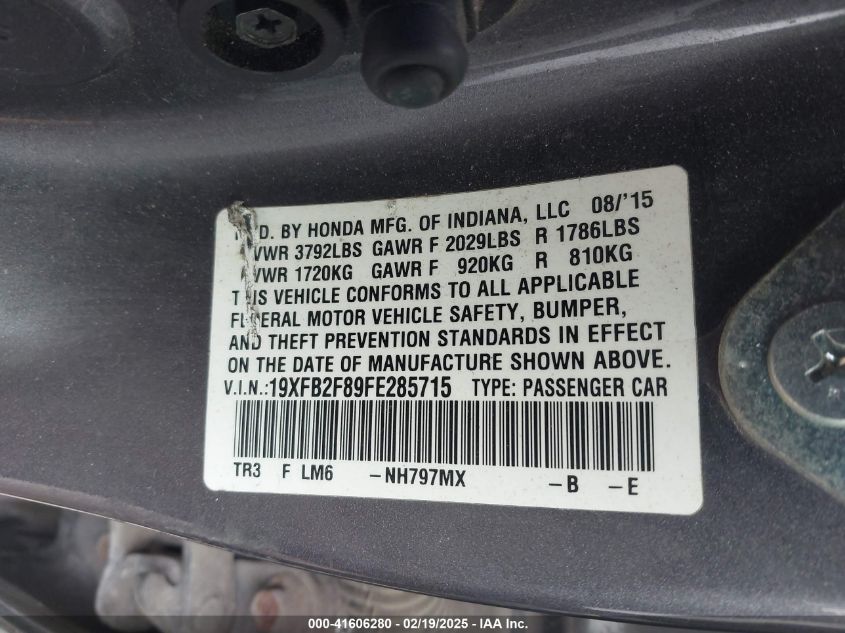 D. BY HONDA MFG. OF INDIANA, LLC 08/'15
VWR 3792LBS GAWR F 2029LBS R 1786LBS
VWR 1720KG GAWR F 920KG R 810KG
THIS VEHICLE CONFORMS TO ALL APPLICABLE
FEDERAL MOTOR VEHICLE SAFETY, BUMPER,
AND THEFT PREVENTION STANDARDS IN EFFECT
ON THE DATE OF MANUFACTURE SHOWN ABOVE.
V.I.N.:19XFB2F89FE285715 TYPE: PASSENGER CAR
TR3 F LM6 -NH797MX -B -E
000-41606280 - 02/19/2025 - IAA Inc.